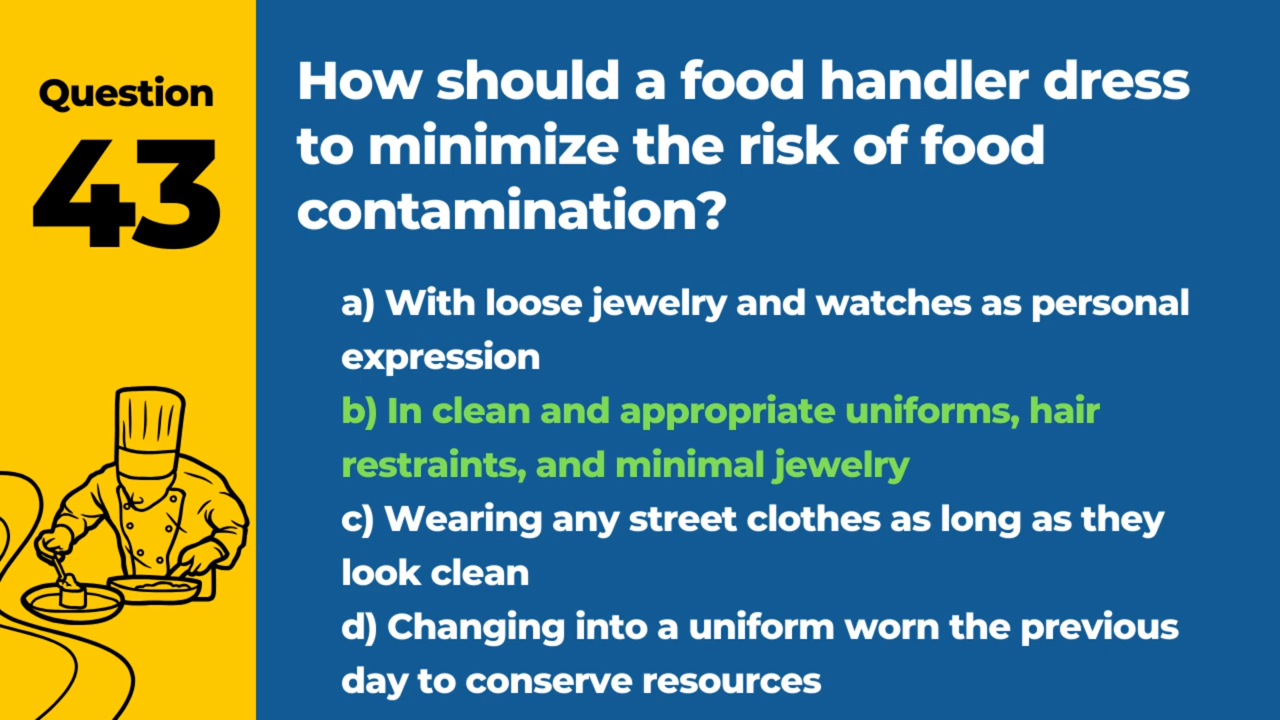 Question
43
How should a food handler dress
to minimize the risk of food
contamination?
a) With loose jewelry and watches as personal
expression
b) In clean and appropriate uniforms, hair
restraints, and minimal jewelry
c) Wearing any street clothes as long as they
look clean
d) Changing into a uniform worn the previous
day to conserve resources